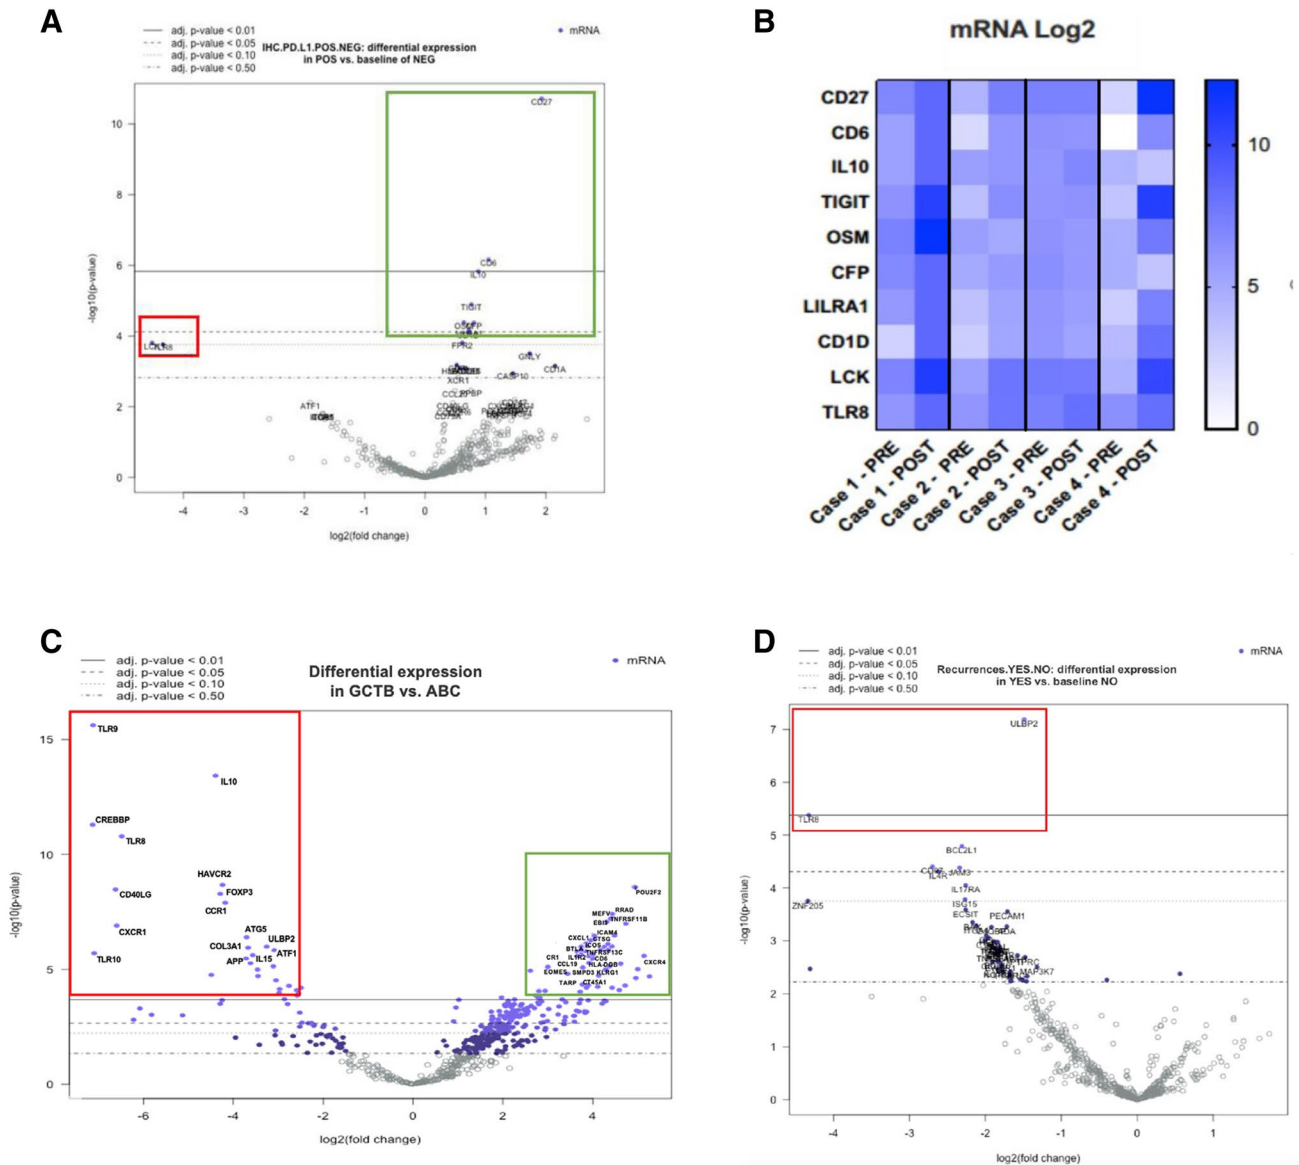 A
adj. p-value < 0.01
adj. p-value < 0.05
adj. p-value < 0.10
adj. p-value < 0.50
IHC.PD.L1.POS.NEG: differential expression
in POS vs. baseline of NEG
mRNA
CD27
CD6
IL10
TIGIT
FPR2
TLR8
GNLY
CD1A
CASP10
XCR1
ATF1
10
8
6
4
2
0
-log10(p-value)
-4
-3
-2
-1
0
1
2
log2(fold change)
B
mRNA Log2
CD27
CD6
IL10
TIGIT
OSM
CFP
LILRA1
CD1D
LCK
TLR8
10
5
0
Case 1 - PRE
Case 1 - POST
Case 2 - PRE
Case 2 - POST
Case 3 - PRE
Case 3 - POST
Case 4 - PRE
Case 4 - POST
C
adj. p-value < 0.01
adj. p-value < 0.05
adj. p-value < 0.10
adj. p-value < 0.50
Differential expression
in GCTB vs. ABC
mRNA
TLR9
IL10
CREBBP
TLR8
HAVCR2
CD40LG
FOXP3
CCR1
CXCR1
ATG5
ULBP2
COL3A1
ATF1
TLR10
APP
IL15
POU2F2
MEFV
RRAD
EBI3
TNFRSF11B
ICAM4
CXCL1
CTSG
BTLA
ICOS
TNFRSF13C
CR1
IL1R2
CD6
CXCR4
CCL19
HLA-DQB
EOMES
SMPD3
KLRG1
TARP
CT45A1
15
10
5
0
-log10(p-value)
-6
-4
-2
0
2
4
log2(fold change)
D
adj. p-value < 0.01
adj. p-value < 0.05
adj. p-value < 0.10
adj. p-value < 0.50
Recurrences.YES.NO: differential expression
in YES vs. baseline NO
mRNA
ULBP2
TLR8
BCL2L1
JAM3
IL4R
IL17RA
ZNF205
ISG15
ECSIT
PECAM1
MAP3K7
7
6
5
4
3
2
1
0
-log10(p-value)
-4
-3
-2
-1
0
1
log2(fold change)